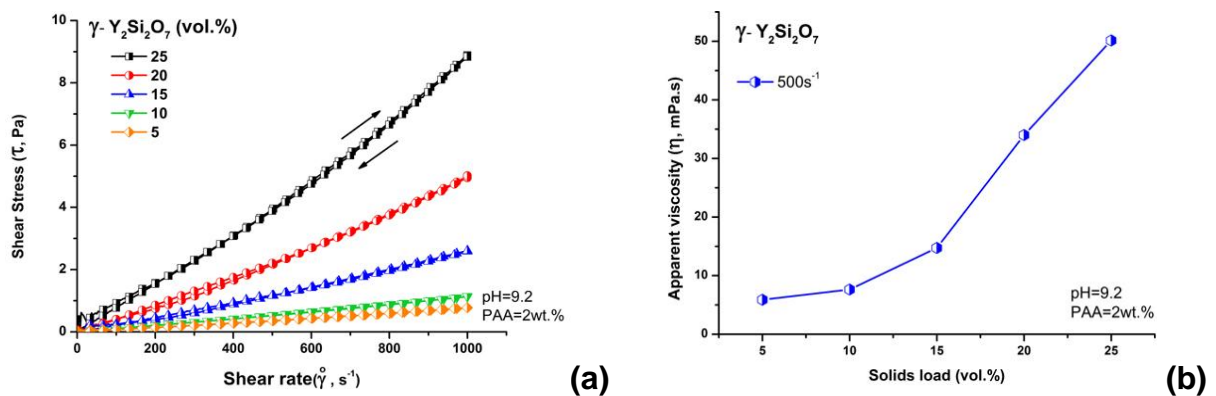 γ- Y₂Si₂O₇ (vol.%)
25
20
15
10
5
pH=9.2
PAA=2wt.%
Shear Stress (τ, Pa)
10
8
6
4
2
0
0 200 400 600 800 1000
Shear rate(γ̊ , s⁻¹)
(a)
γ- Y₂Si₂O₇
500s⁻¹
pH=9.2
PAA=2wt.%
Apparent viscosity (η, mPa.s)
50
40
30
20
10
0
5 10 15 20 25
Solids load (vol.%)
(b)